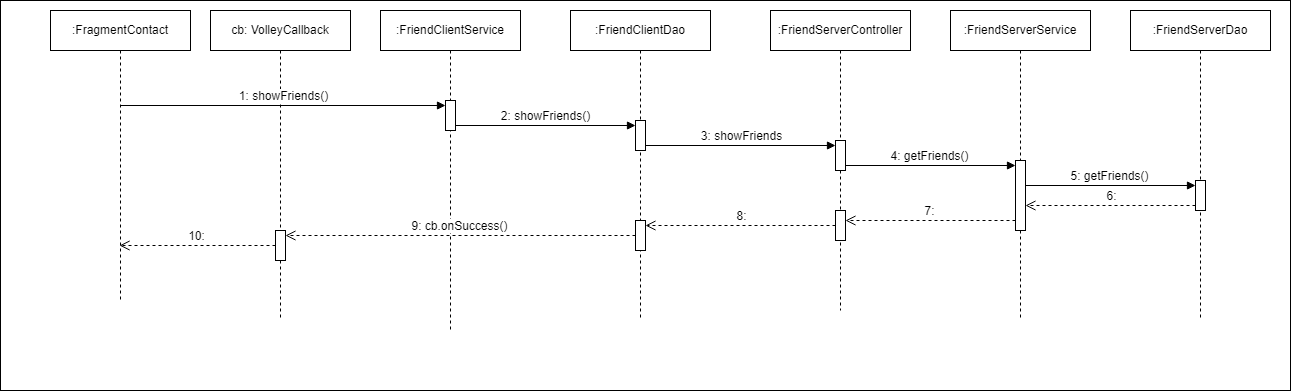 :FragmentContact
cb: VolleyCallback
:FriendClientService
:FriendClientDao
:FriendServerController
:FriendServerService
:FriendServerDao
1: showFriends()
2: showFriends()
3: showFriends
4: getFriends()
5: getFriends()
6:
7:
8:
9: cb.onSuccess()
10: